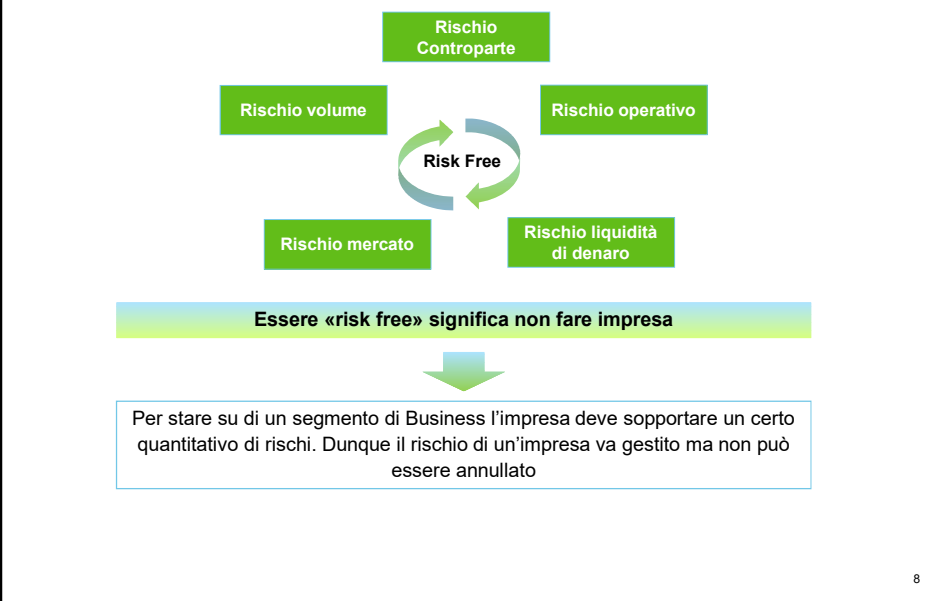 Rischio
Controparte
Rischio volume
Rischio operativo
Risk Free
Rischio mercato
Rischio liquidità
di denaro
Essere «risk free» significa non fare impresa
Per stare su di un segmento di Business l’impresa deve sopportare un certo
quantitativo di rischi. Dunque il rischio di un’impresa va gestito ma non può
essere annullato
8